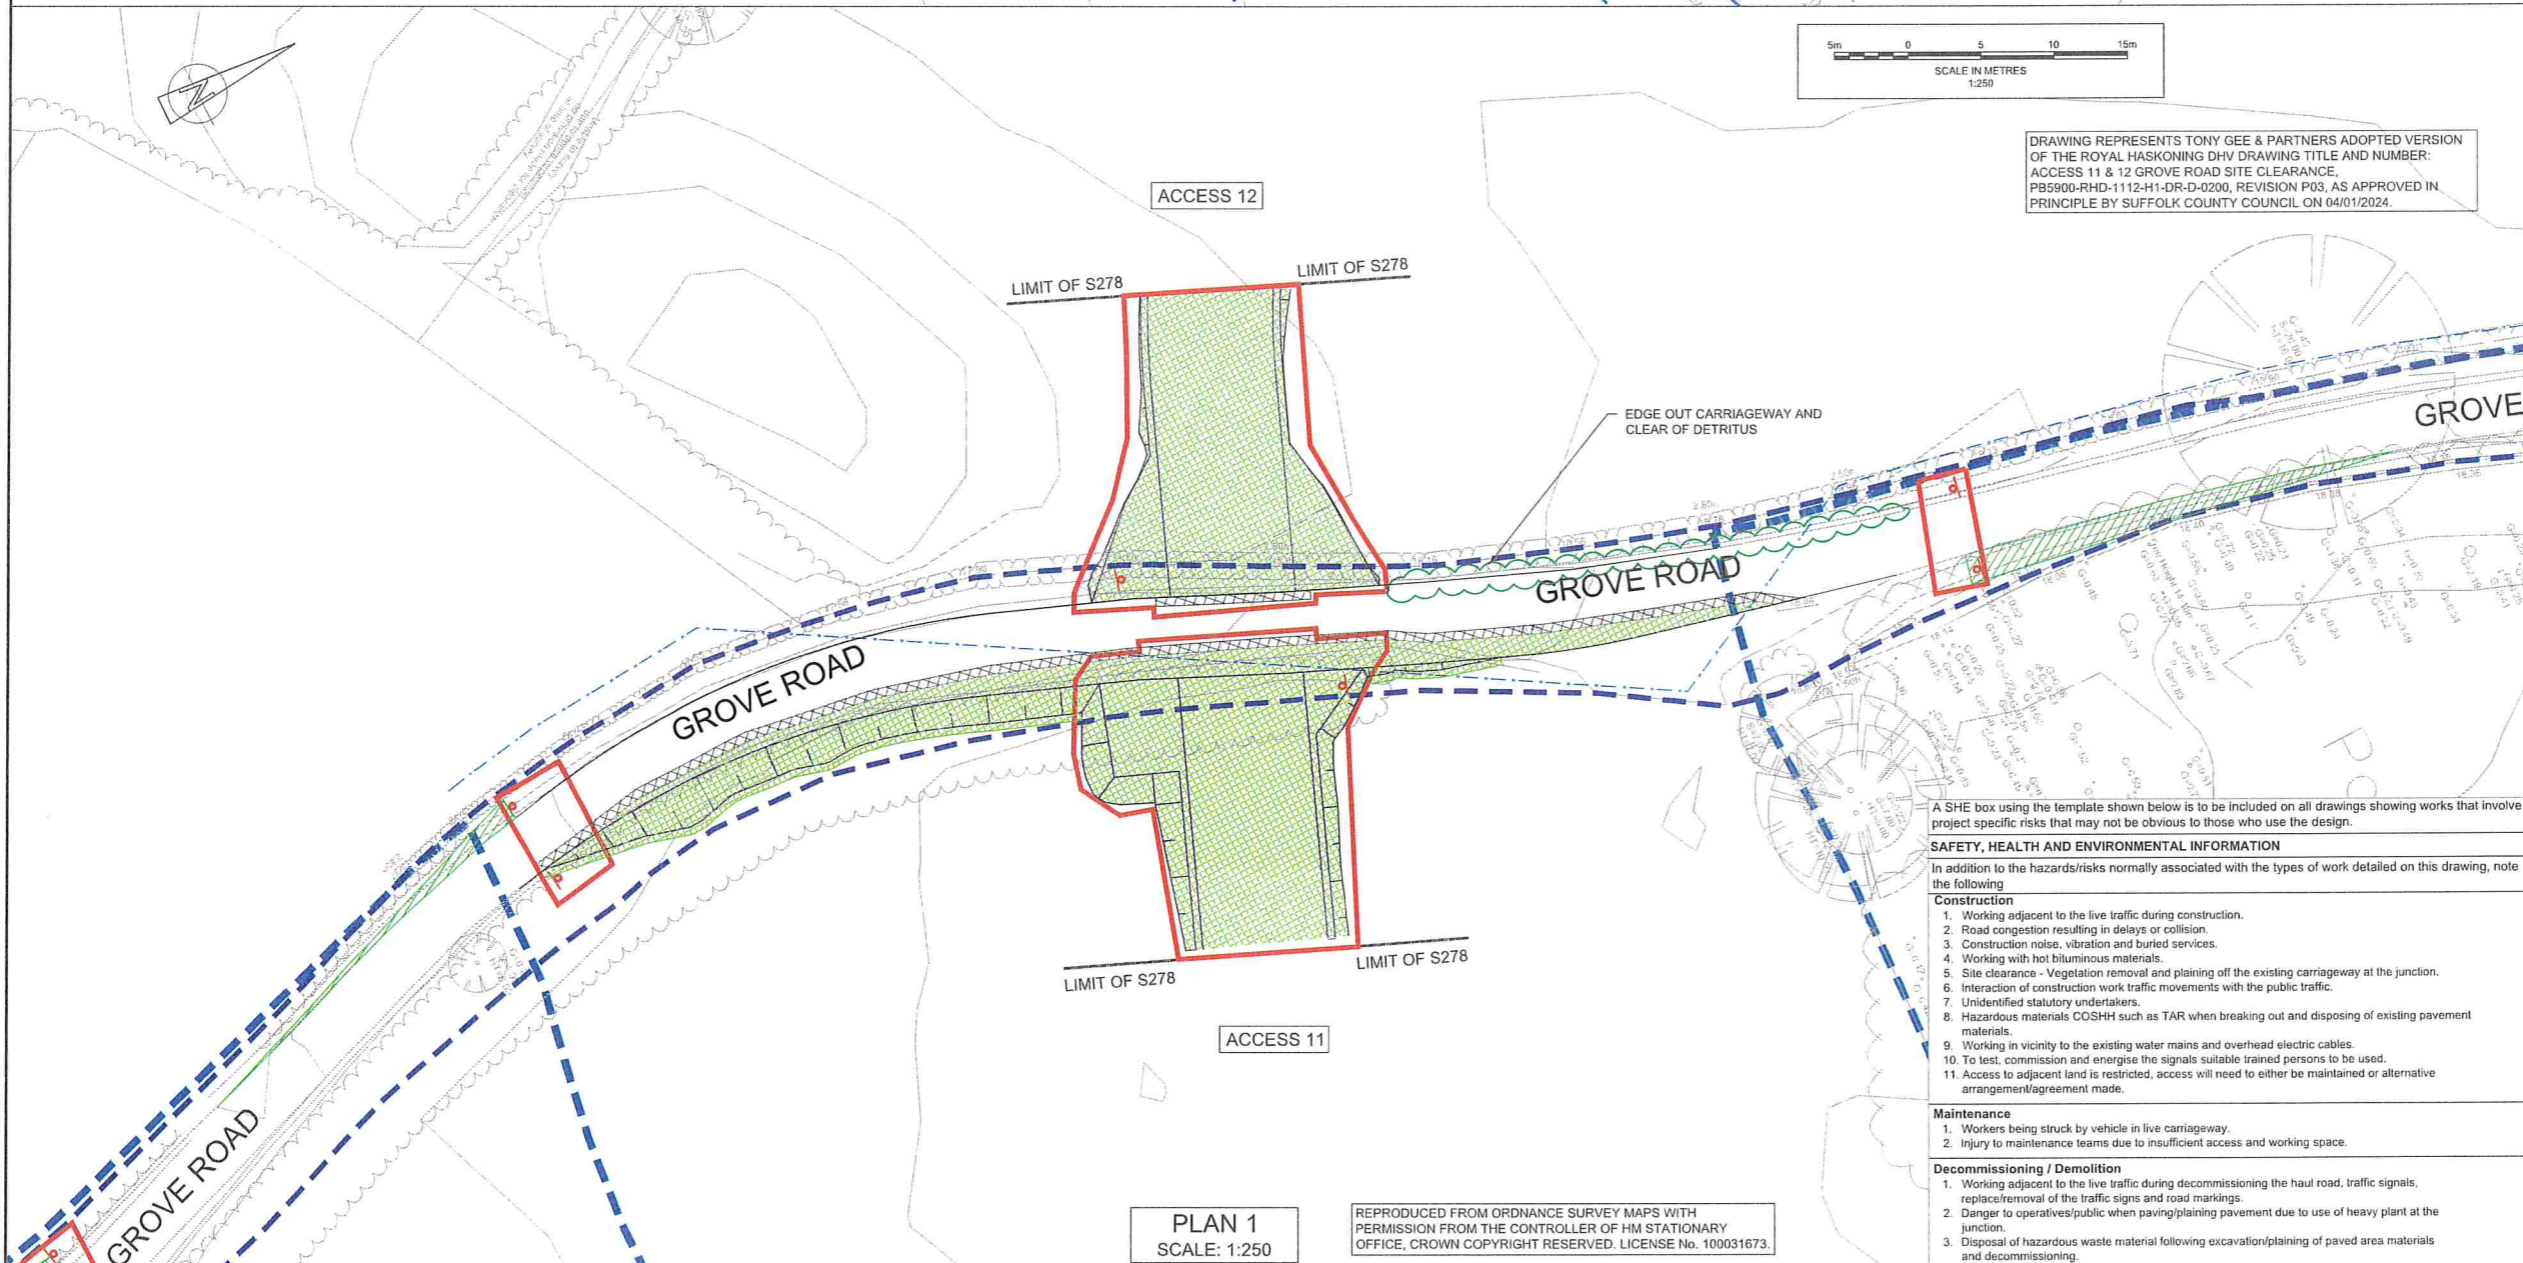 5m 0 5 10 15m
SCALE IN METRES
1:250
N
DRAWING REPRESENTS TONY GEE & PARTNERS ADOPTED VERSION
OF THE ROYAL HASKONING DHV DRAWING TITLE AND NUMBER:
ACCESS 11 & 12 GROVE ROAD SITE CLEARANCE,
PB5900-RHD-1112-H1-DR-D-0200, REVISION P03, AS APPROVED IN
PRINCIPLE BY SUFFOLK COUNTY COUNCIL ON 04/01/2024.
ACCESS 12
LIMIT OF S278
LIMIT OF S278
EDGE OUT CARRIAGEWAY AND
CLEAR OF DETRITUS
GROVE
GROVE ROAD
GROVE ROAD
GROVE ROAD
LIMIT OF S278
LIMIT OF S278
ACCESS 11
A SHE box using the template shown below is to be included on all drawings showing works that involve
project specific risks that may not be obvious to those who use the design.
SAFETY, HEALTH AND ENVIRONMENTAL INFORMATION
In addition to the hazards/risks normally associated with the types of work detailed on this drawing, note
the following
Construction
1. Working adjacent to the live traffic during construction.
2. Road congestion resulting in delays or collision.
3. Construction noise, vibration and buried services.
4. Working with hot bituminous materials.
5. Site clearance - Vegetation removal and plaining off the existing carriageway at the junction.
6. Interaction of construction work traffic movements with the public traffic.
7. Unidentified statutory undertakers.
8. Hazardous materials COSHH such as TAR when breaking out and disposing of existing pavement
materials.
9. Working in vicinity to the existing water mains and overhead electric cables.
10. To test, commission and energise the signals suitable trained persons to be used.
11. Access to adjacent land is restricted, access will need to either be maintained or alternative
arrangement/agreement made.
Maintenance
1. Workers being struck by vehicle in live carriageway.
2. Injury to maintenance teams due to insufficient access and working space.
Decommissioning / Demolition
1. Working adjacent to the live traffic during decommissioning the haul road, traffic signals,
replace/removal of the traffic signs and road markings.
2. Danger to operatives/public when paving/plaining pavement due to use of heavy plant at the
junction.
3. Disposal of hazardous waste material following excavation/plaining of paved area materials
and decommissioning.
PLAN 1
SCALE: 1:250
REPRODUCED FROM ORDNANCE SURVEY MAPS WITH
PERMISSION FROM THE CONTROLLER OF HM STATIONARY
OFFICE, CROWN COPYRIGHT RESERVED. LICENSE No. 100031673.